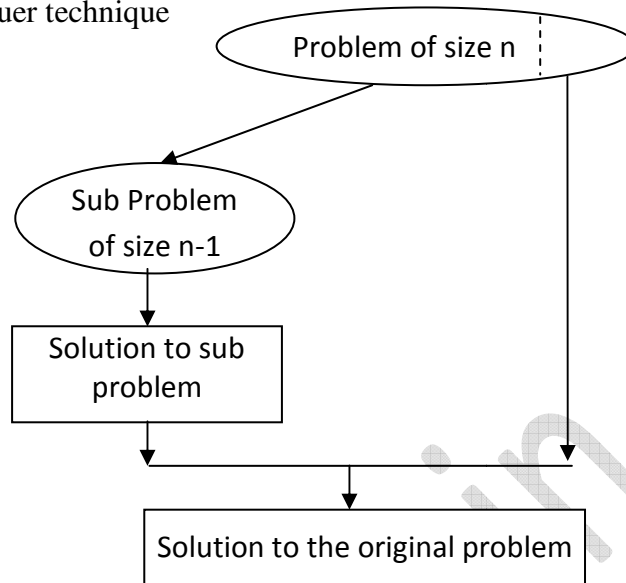 uer technique
Problem of size n
Sub Problem
of size n-1
Solution to sub
problem
Solution to the original problem